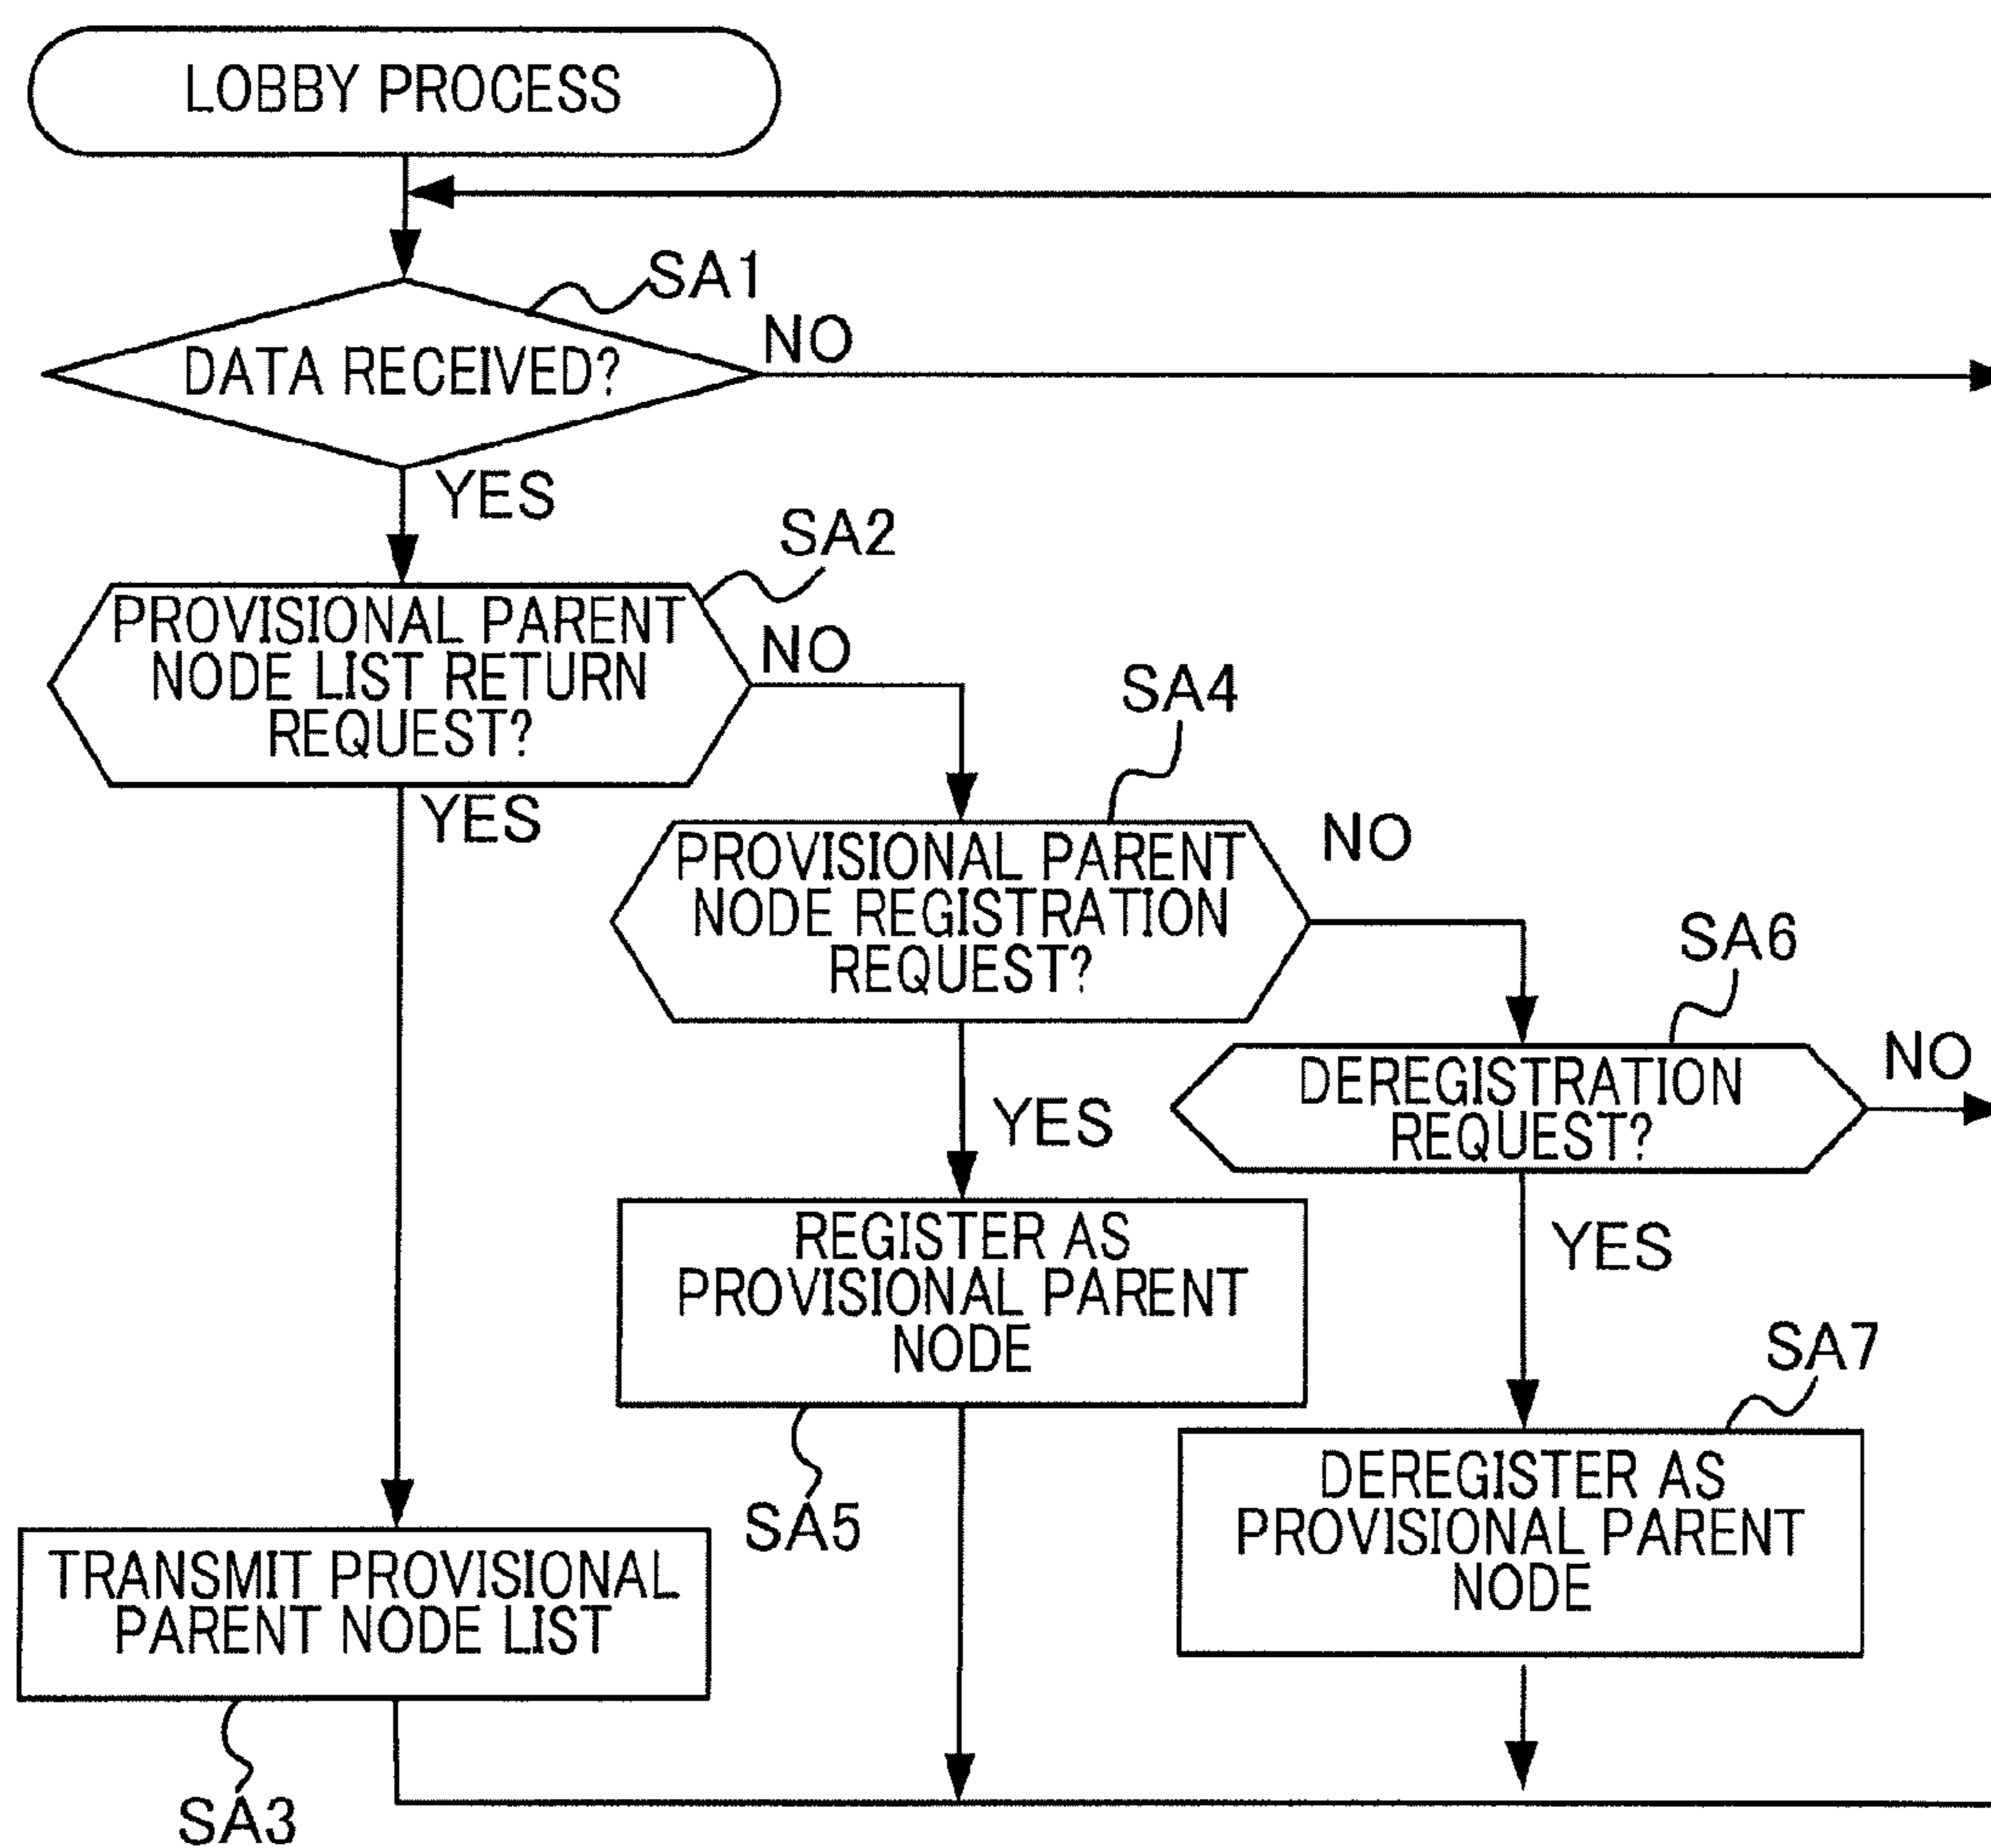 LOBBY PROCESS
SA1
DATA RECEIVED?
NO
YES
SA2
PROVISIONAL PARENT
NODE LIST RETURN
REQUEST?
NO
YES
SA4
PROVISIONAL PARENT
NODE REGISTRATION
REQUEST?
NO
YES
SA6
DEREGISTRATION
REQUEST?
NO
YES
REGISTER AS
PROVISIONAL PARENT
NODE
SA5
SA7
DEREGISTER AS
PROVISIONAL PARENT
NODE
TRANSMIT PROVISIONAL
PARENT NODE LIST
SA3